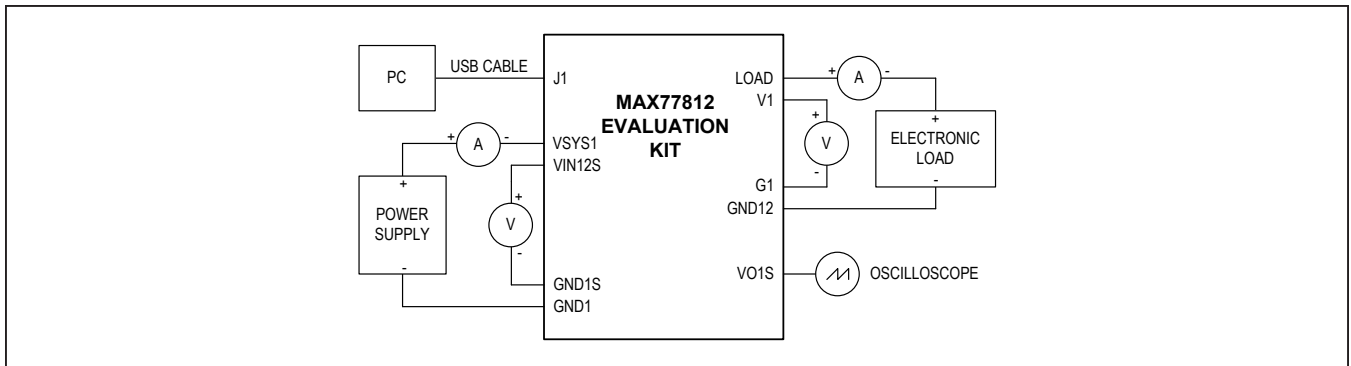 PC
USB CABLE
J1
MAX77812
EVALUATION
KIT
LOAD
+
A
-
V1
+
V
-
+
ELECTRONIC
LOAD
-
+
A
-
VSYS1
VIN12S
+
POWER
SUPPLY
-
+
V
-
G1
GND12
GND1S
GND1
VO1S
OSCILLOSCOPE